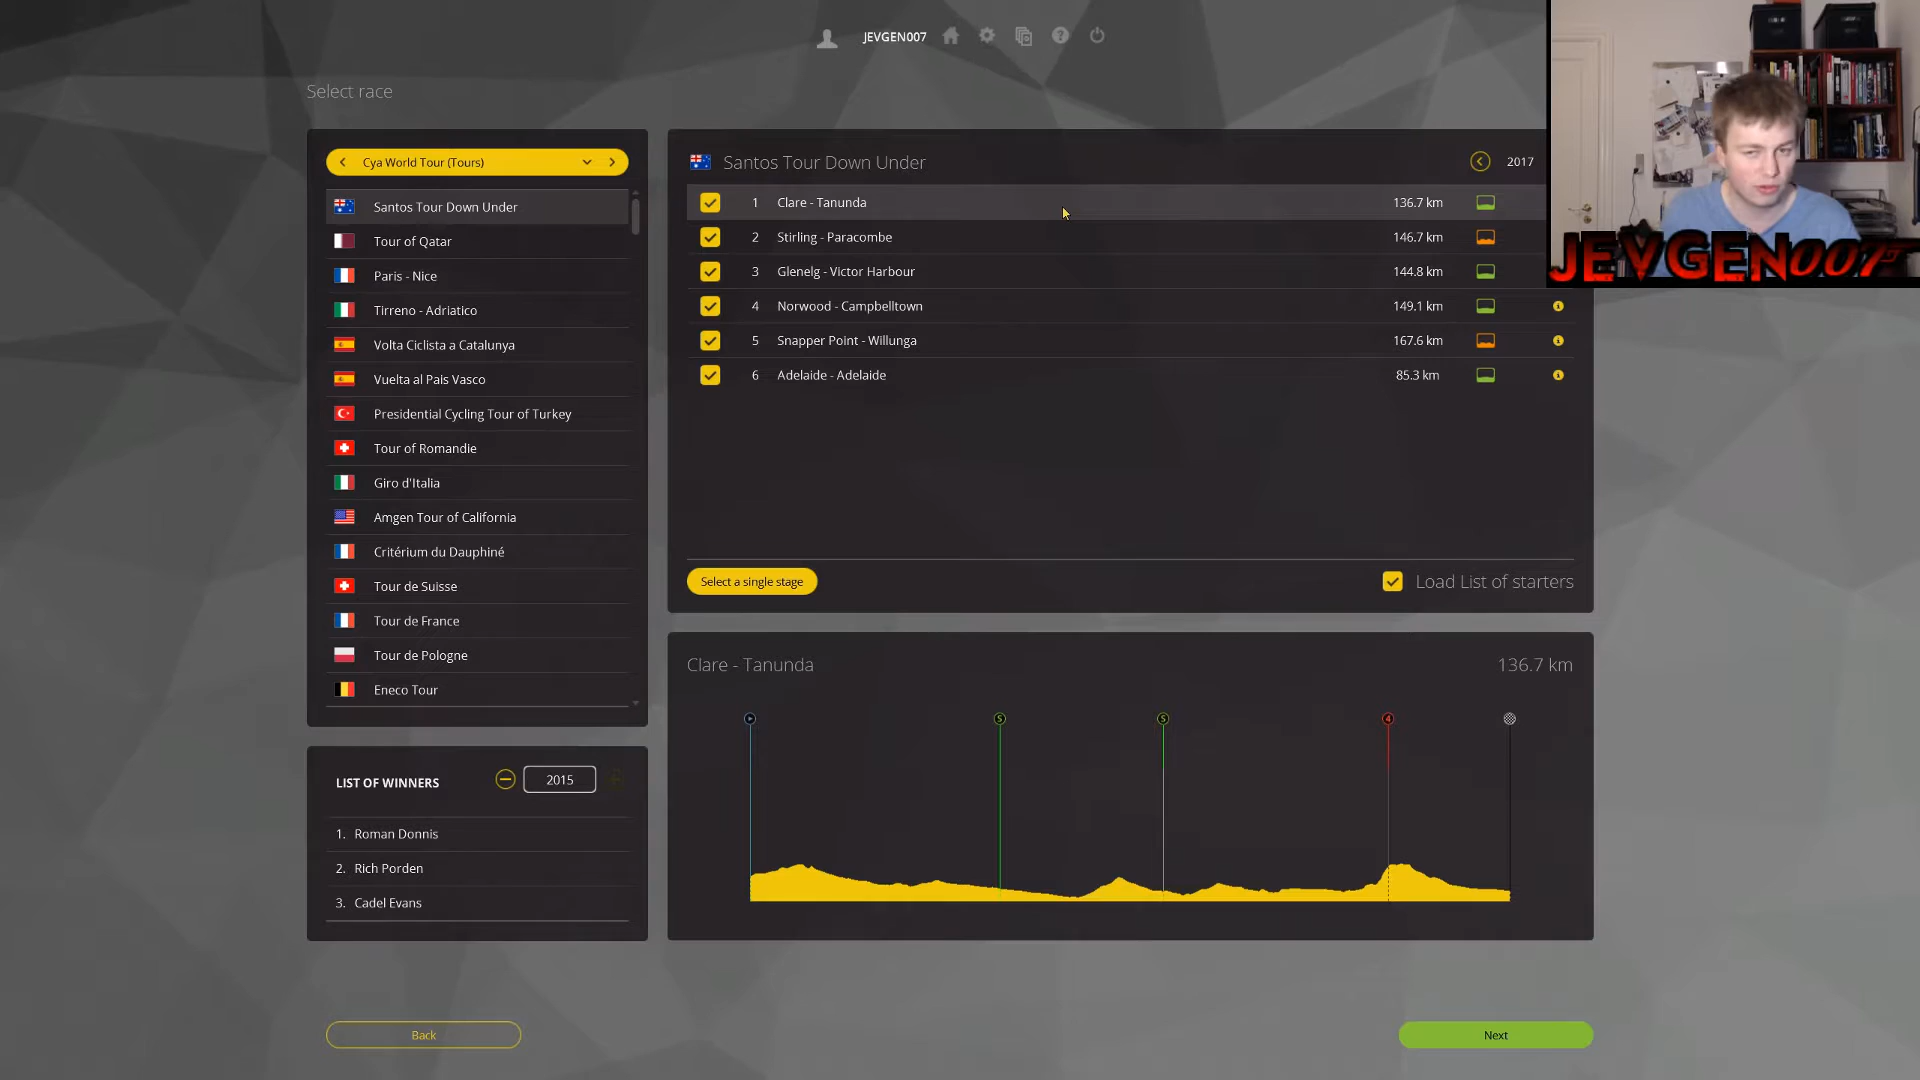 JEVGEN007
Select race
Cya World Tour (Tours)
Santos Tour Down Under
Tour of Qatar
Paris - Nice
Tirreno - Adriatico
Volta Ciclista a Catalunya
Vuelta al Pais Vasco
Presidential Cycling Tour of Turkey
Tour of Romandie
Giro d'Italia
Amgen Tour of California
Critérium du Dauphiné
Tour de Suisse
Tour de France
Tour de Pologne
Eneco Tour
LIST OF WINNERS 2015
1. Roman Donnis
2. Rich Porden
3. Cadel Evans
Santos Tour Down Under 2017
1 Clare - Tanunda 136.7 km
2 Stirling - Paracombe 146.7 km
3 Glenelg - Victor Harbour 144.8 km
4 Norwood - Campbelltown 149.1 km
5 Snapper Point - Willunga 167.6 km
6 Adelaide - Adelaide 85.3 km
Select a single stage Load List of starters
Clare - Tanunda 136.7 km
S S 4
Back Next
JEVGEN007